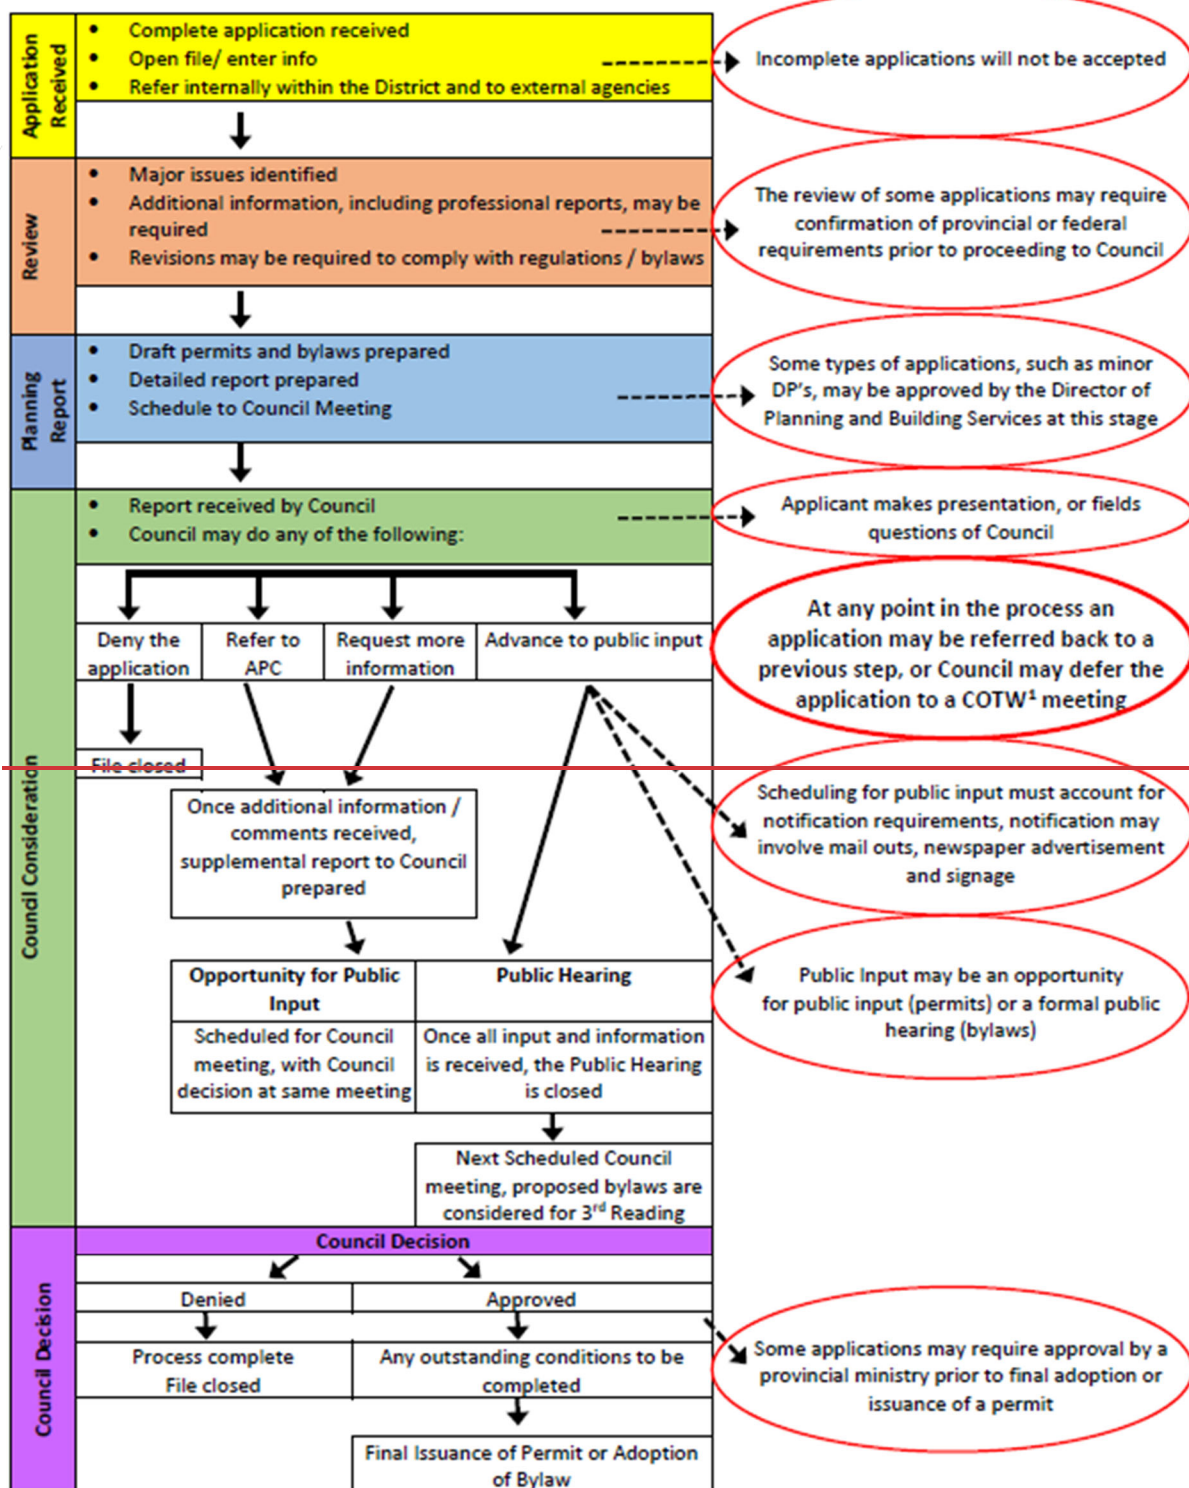 Application
Received
• Complete application received
• Open file/ enter info
• Refer internally within the District and to external agencies
Incomplete applications will not be accepted
Review
• Major issues identified
• Additional information, including professional reports, may be
required
• Revisions may be required to comply with regulations / bylaws
The review of some applications may require
confirmation of provincial or federal
requirements prior to proceeding to Council
Planning
Report
• Draft permits and bylaws prepared
• Detailed report prepared
• Schedule to Council Meeting
Some types of applications, such as minor
DP's, may be approved by the Director of
Planning and Building Services at this stage
Council Consideration
• Report received by Council
• Council may do any of the following:
Applicant makes presentation, or fields
questions of Council
Deny the
application
Refer to
APC
Request more
information
Advance to public input
At any point in the process an
application may be referred back to a
previous step, or Council may defer the
application to a COTW¹ meeting
File closed
Once additional information /
comments received,
supplemental report to Council
prepared
Scheduling for public input must account for
notification requirements, notification may
involve mail outs, newspaper advertisement
and signage
Opportunity for Public
Input
Scheduled for Council
meeting, with Council
decision at same meeting
Public Hearing
Once all input and information
is received, the Public Hearing
is closed
Public Input may be an opportunity
for public input (permits) or a formal public
hearing (bylaws)
Next Scheduled Council
meeting, proposed bylaws are
considered for 3rd Reading
Council Decision
Council Decision
Denied
Approved
Process complete
File closed
Any outstanding conditions to be
completed
Some applications may require approval by a
provincial ministry prior to final adoption or
issuance of a permit
Final Issuance of Permit or Adoption
of Bylaw